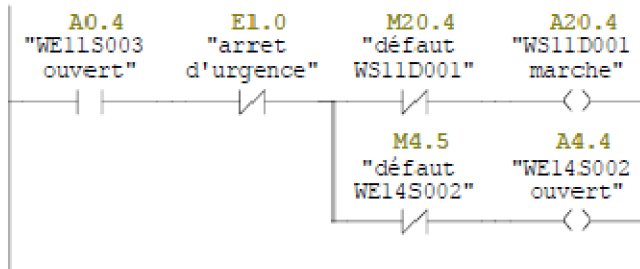 A0.4 E1.0 M20.4 A20.4
"WE11S003 "arret "défaut "WS11D001
ouvert" d'urgence" WS11D001" marche"
M4.5 A4.4
"défaut "WE14S002
WE14S002" ouvert"